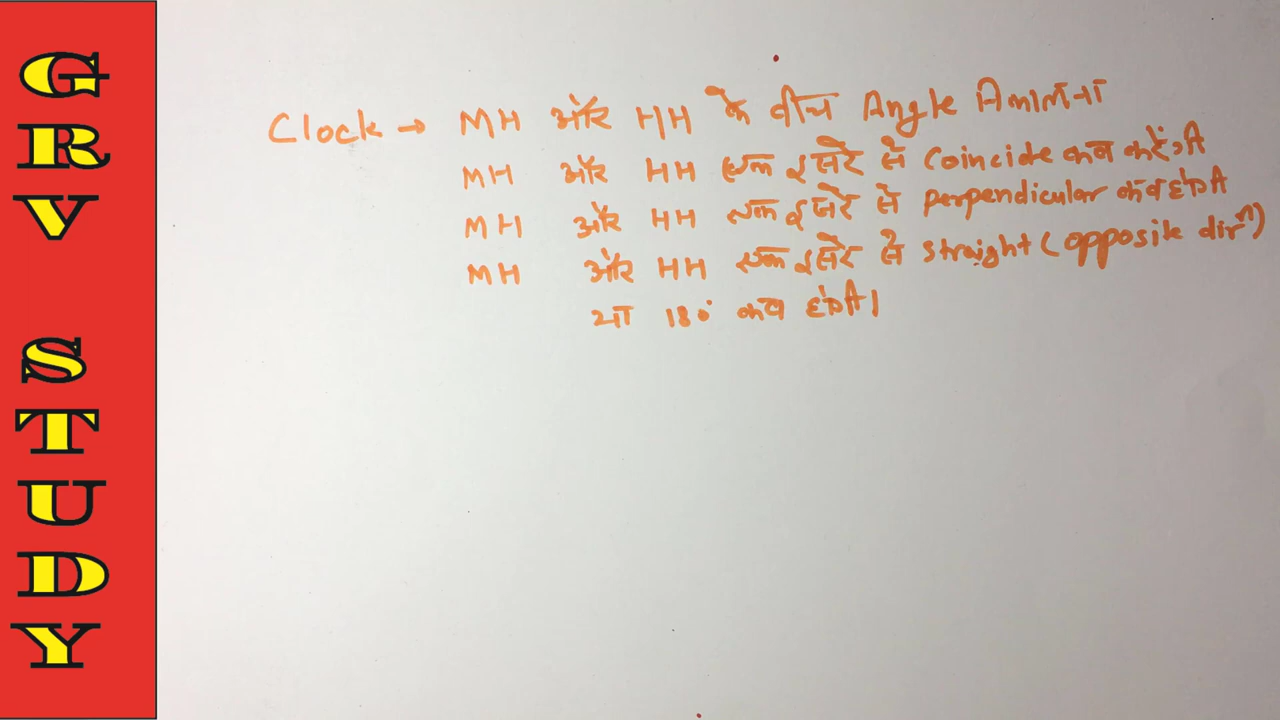 GRV STUDY
Clock → MH और HH के बीच Angle निकालना
MH और HH एक दूसरे से Coincide कब करेंगे
MH और HH एक दूसरे से perpendicular कब होंगे
MH और HH एक दूसरे से straight (opposite dirⁿ)
या 180° कब होंगे।